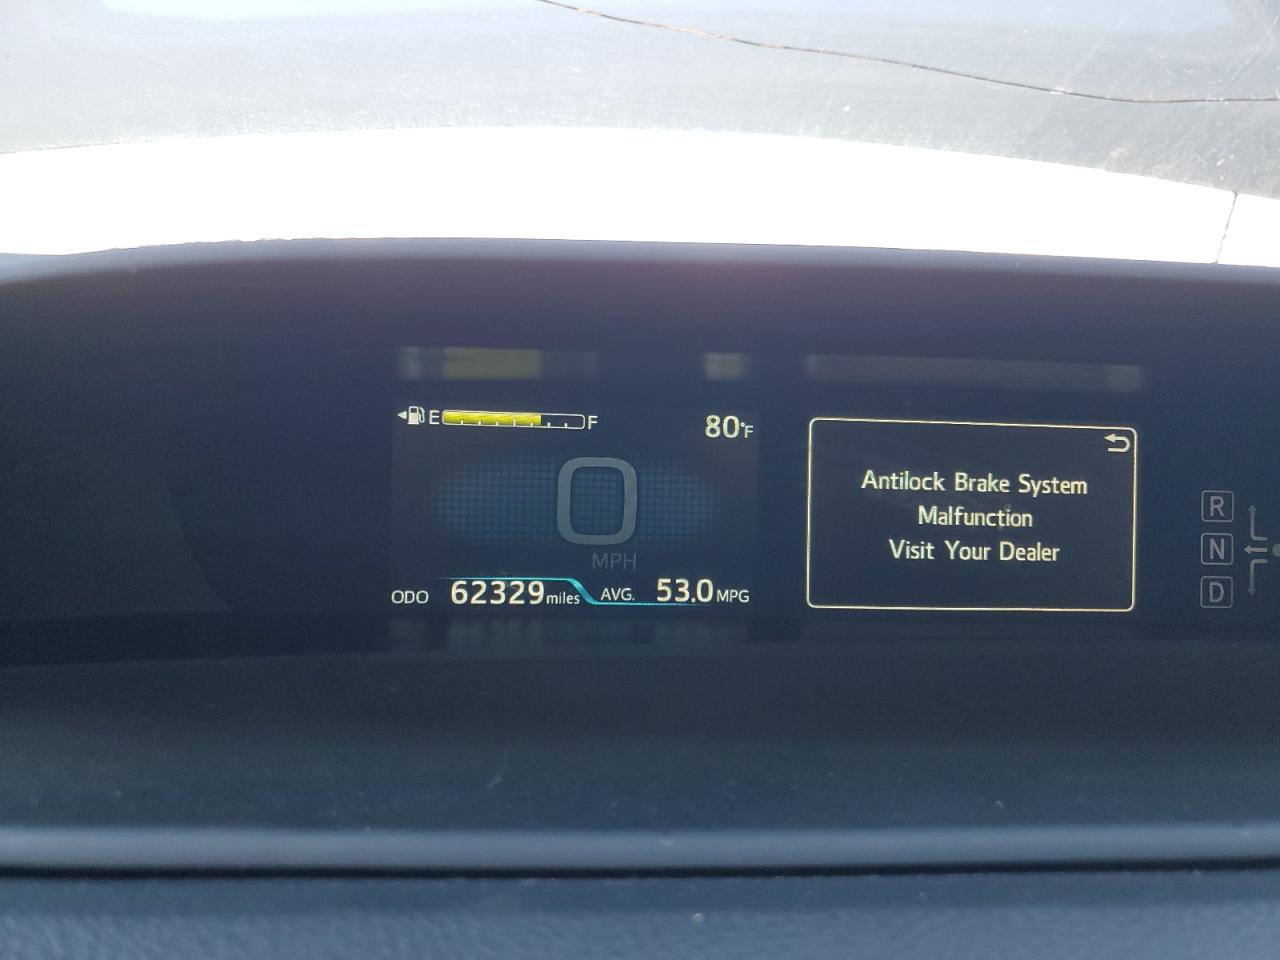 E F 80°F
0
MPH
ODO 62329 miles AVG. 53.0 MPG
Antilock Brake System
Malfunction
Visit Your Dealer
R
N
D